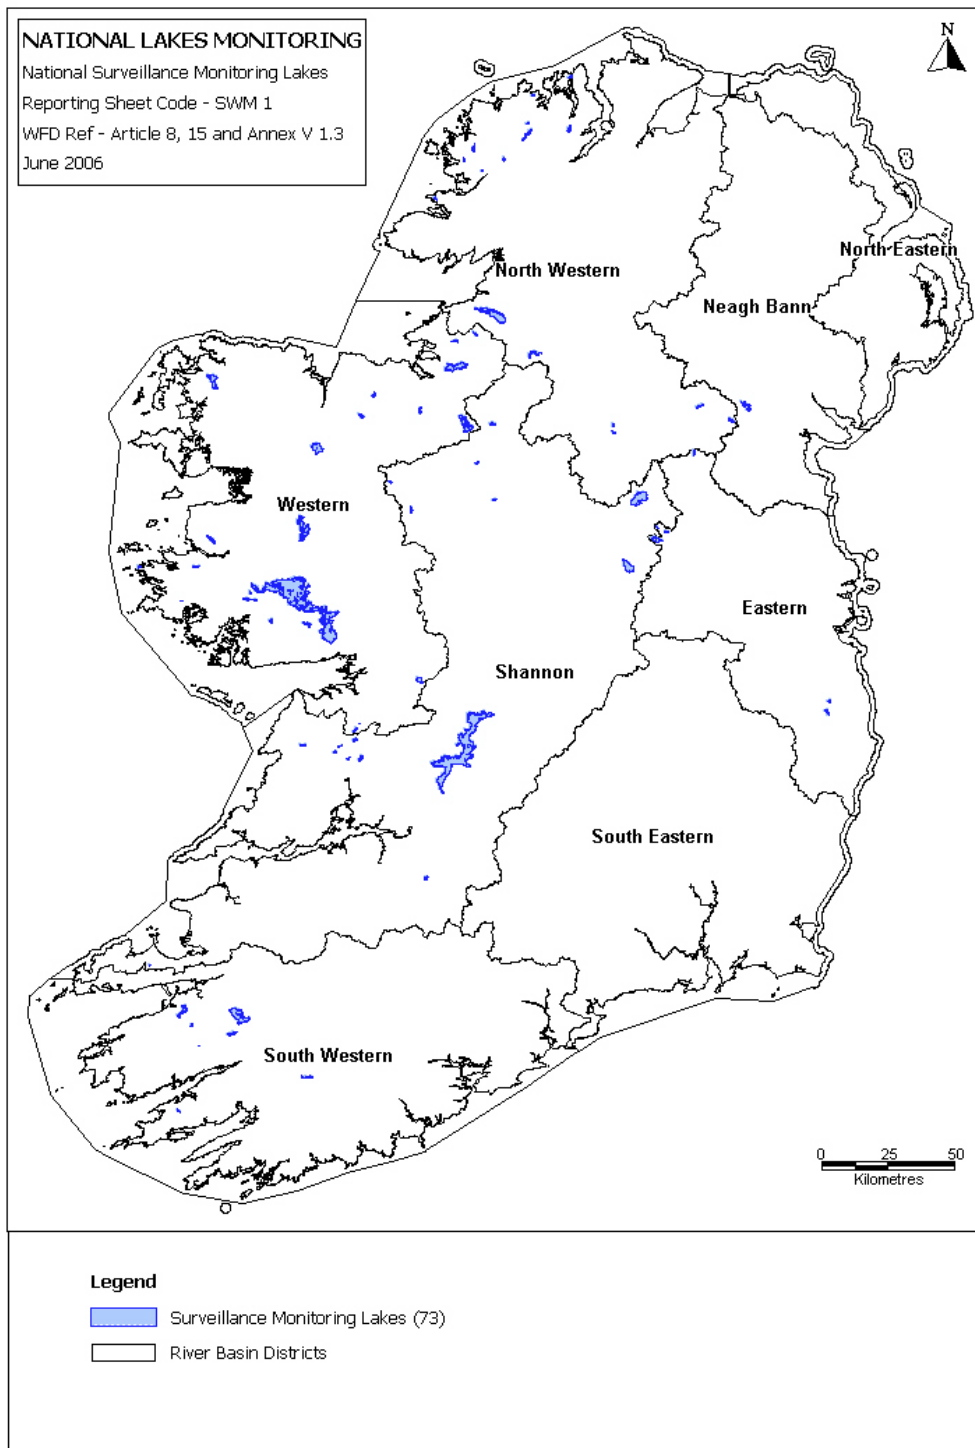 NATIONAL LAKES MONITORING
National Surveillance Monitoring Lakes
Reporting Sheet Code - SWM 1
WFD Ref - Article 8, 15 and Annex V 1.3
June 2006
N
North Eastern
North Western
Neagh Bann
Western
Eastern
Shannon
South Eastern
South Western
0 25 50
Kilometres
Legend
Surveillance Monitoring Lakes (73)
River Basin Districts